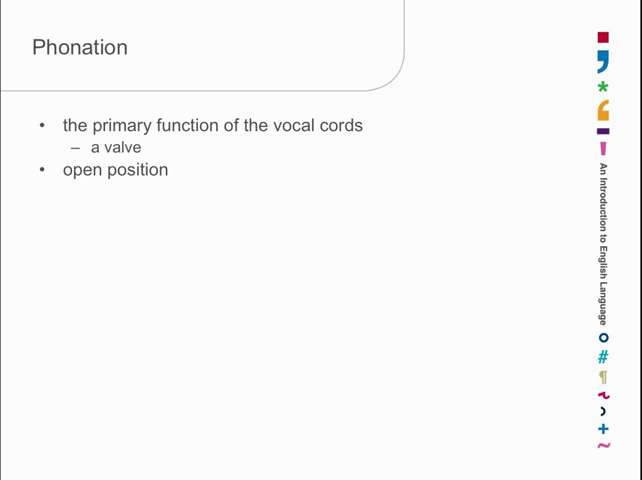 Phonation
• the primary function of the vocal cords
– a valve
• open position
■
,
*
‘
-
!
An Introduction to English Language
o
#
¶
~
ɔ
+
~